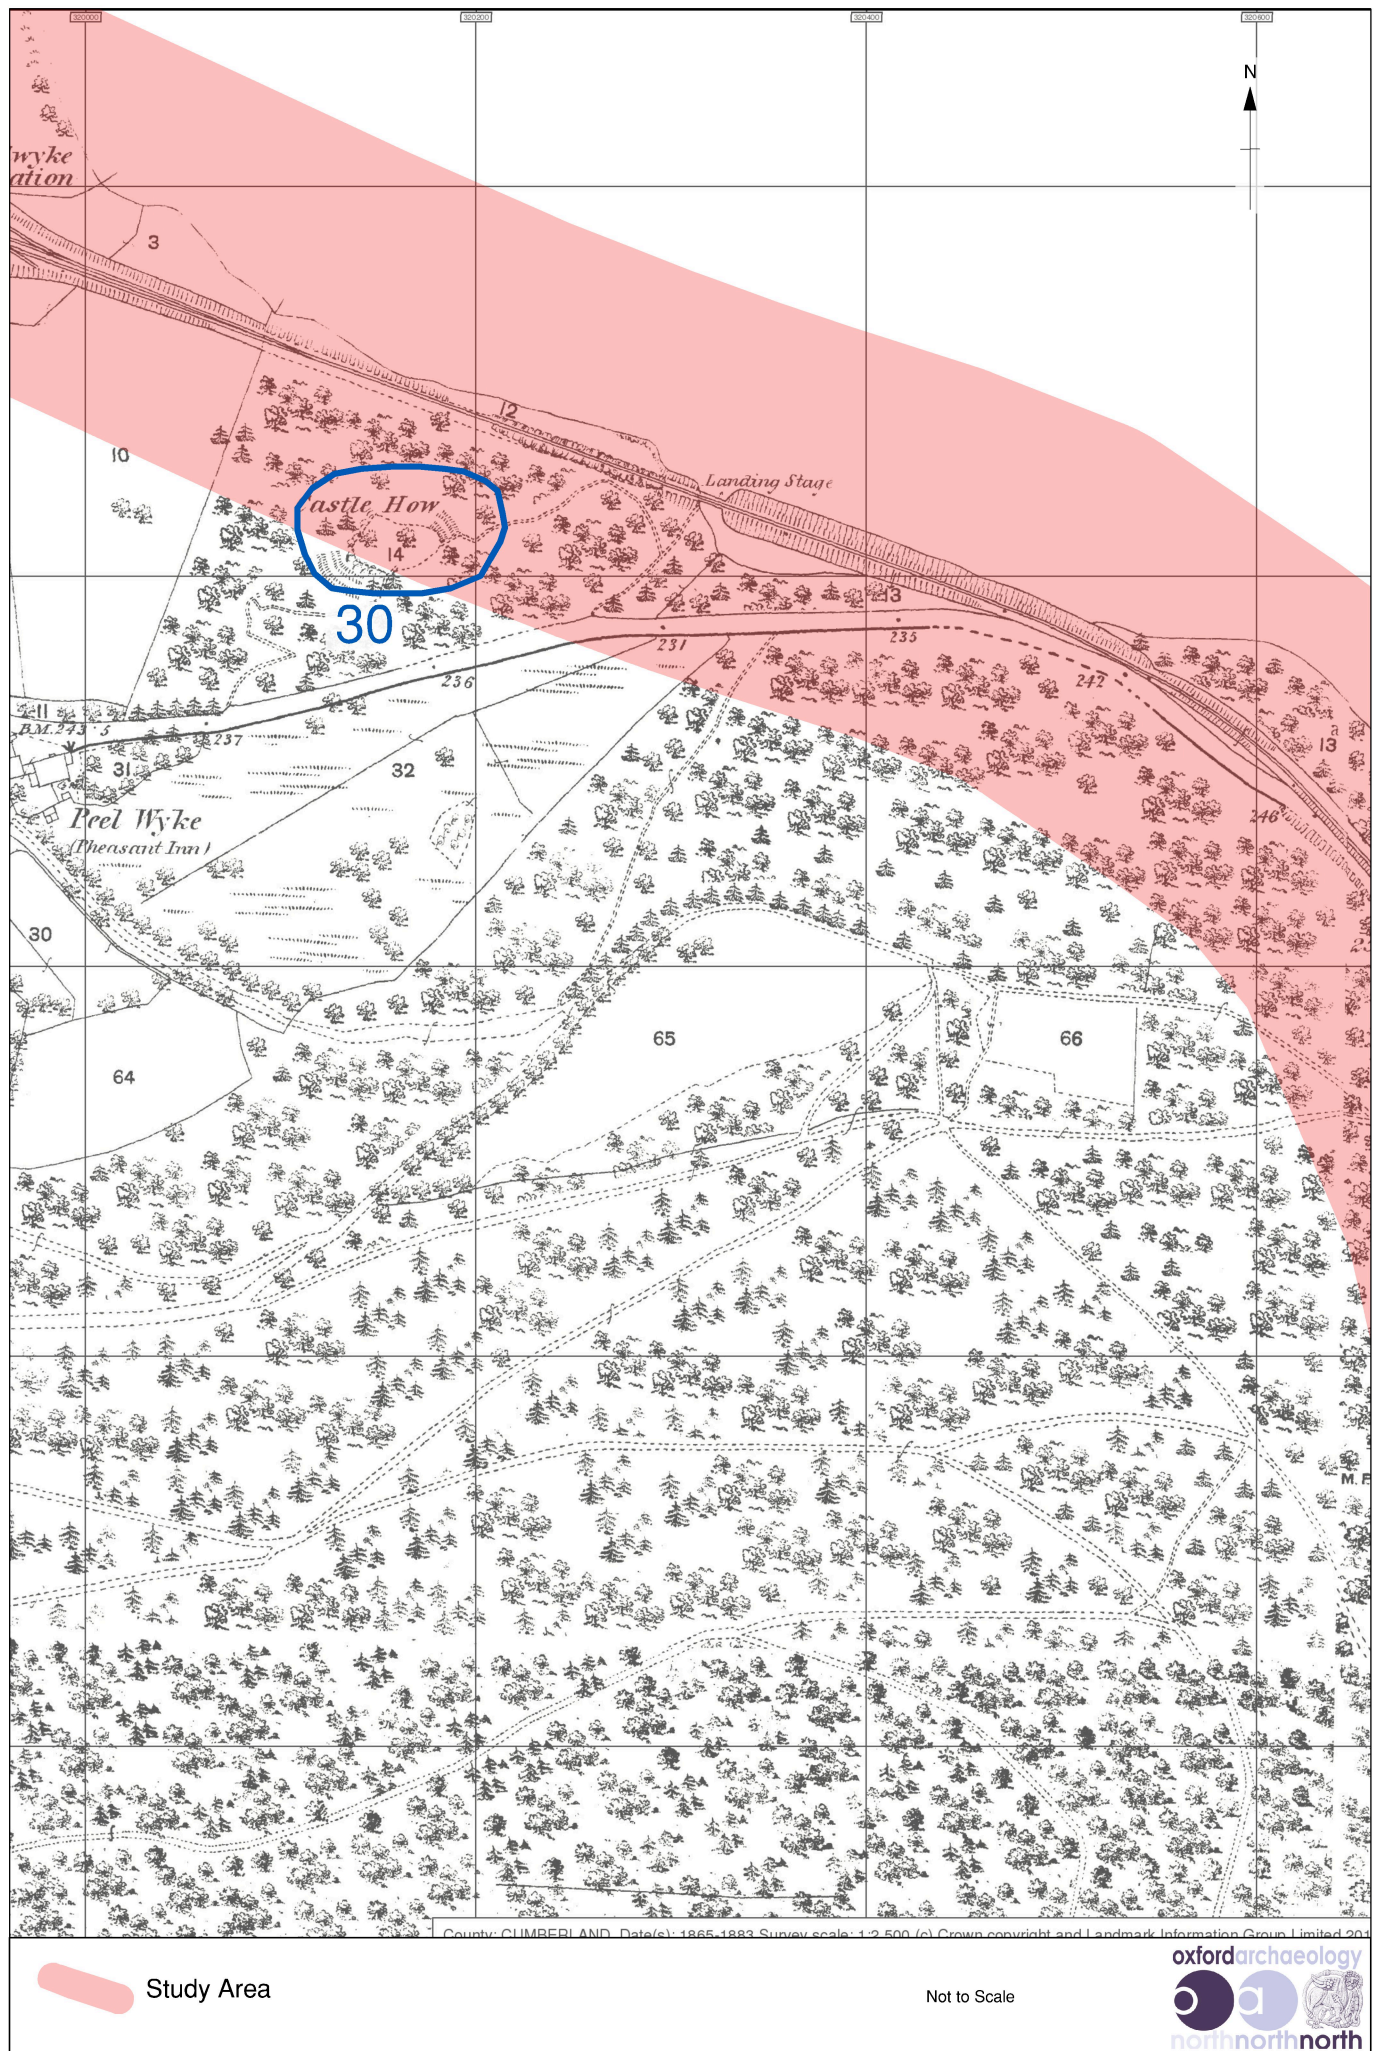 320000
320200
320400
320600
N
wyke
ation
3
12
10
Landing Stage
astle How
14
13
30
231
235
236
242
11
B.M. 243·5
237
31
32
13
a
246
Peel Wyke
(Pheasant Inn)
30
65
66
64
M.P
County: CUMBERLAND Date(s): 1865-1883 Survey scale: 1:2,500 (c) Crown copyright and Landmark Information Group Limited 201
Study Area
Not to Scale
oxfordarchaeology
oa
northnorthnorth